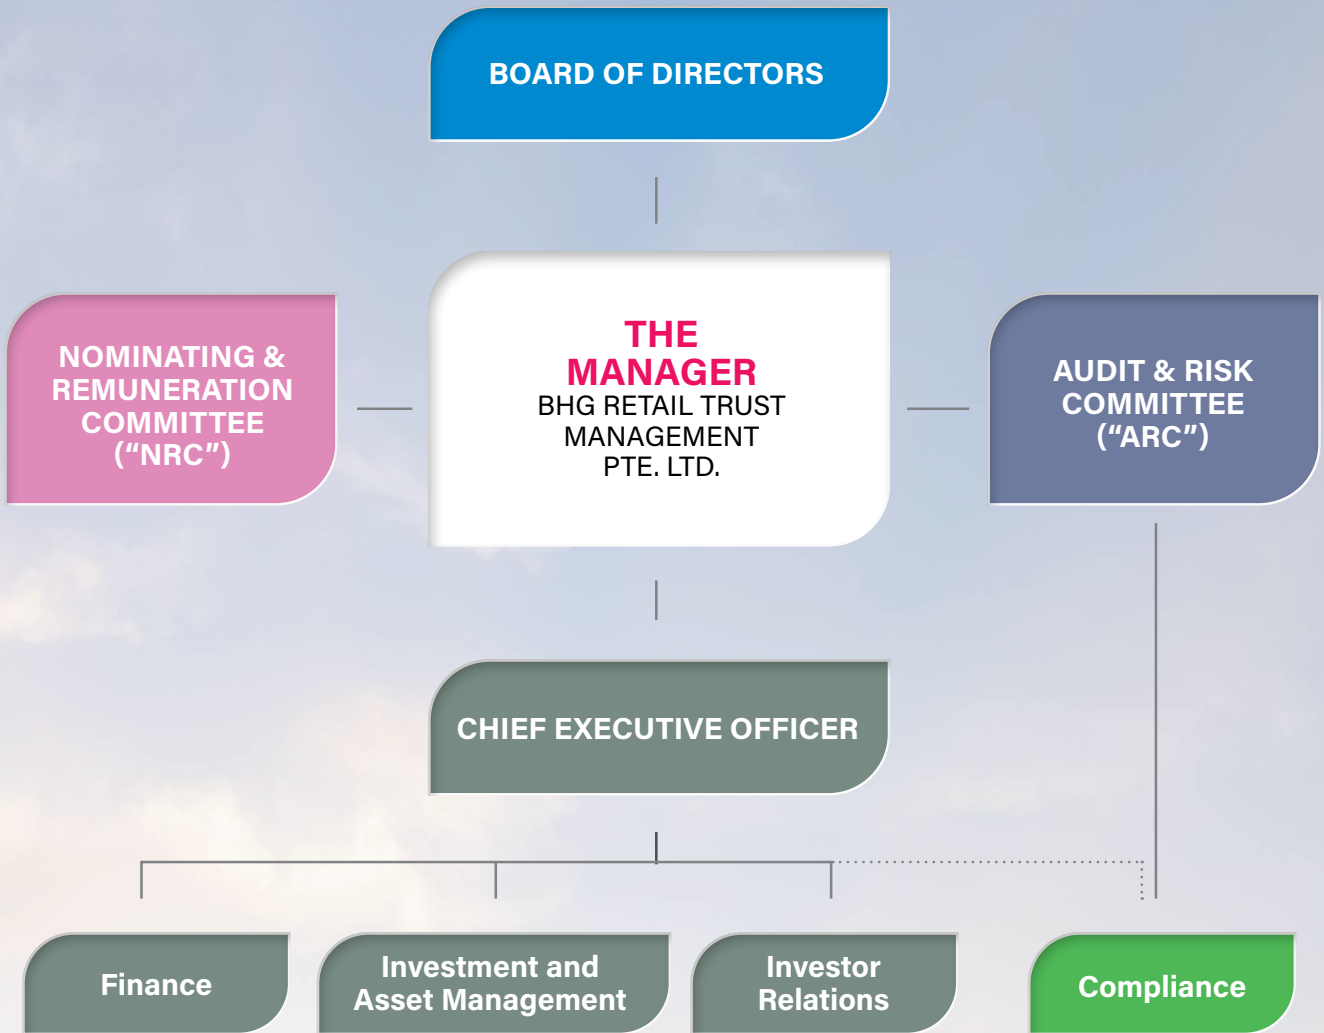 BOARD OF DIRECTORS
NOMINATING &
REMUNERATION
COMMITTEE
(“NRC”)
THE
MANAGER
BHG RETAIL TRUST
MANAGEMENT
PTE. LTD.
AUDIT & RISK
COMMITTEE
(“ARC”)
CHIEF EXECUTIVE OFFICER
Finance
Investment and
Asset Management
Investor
Relations
Compliance